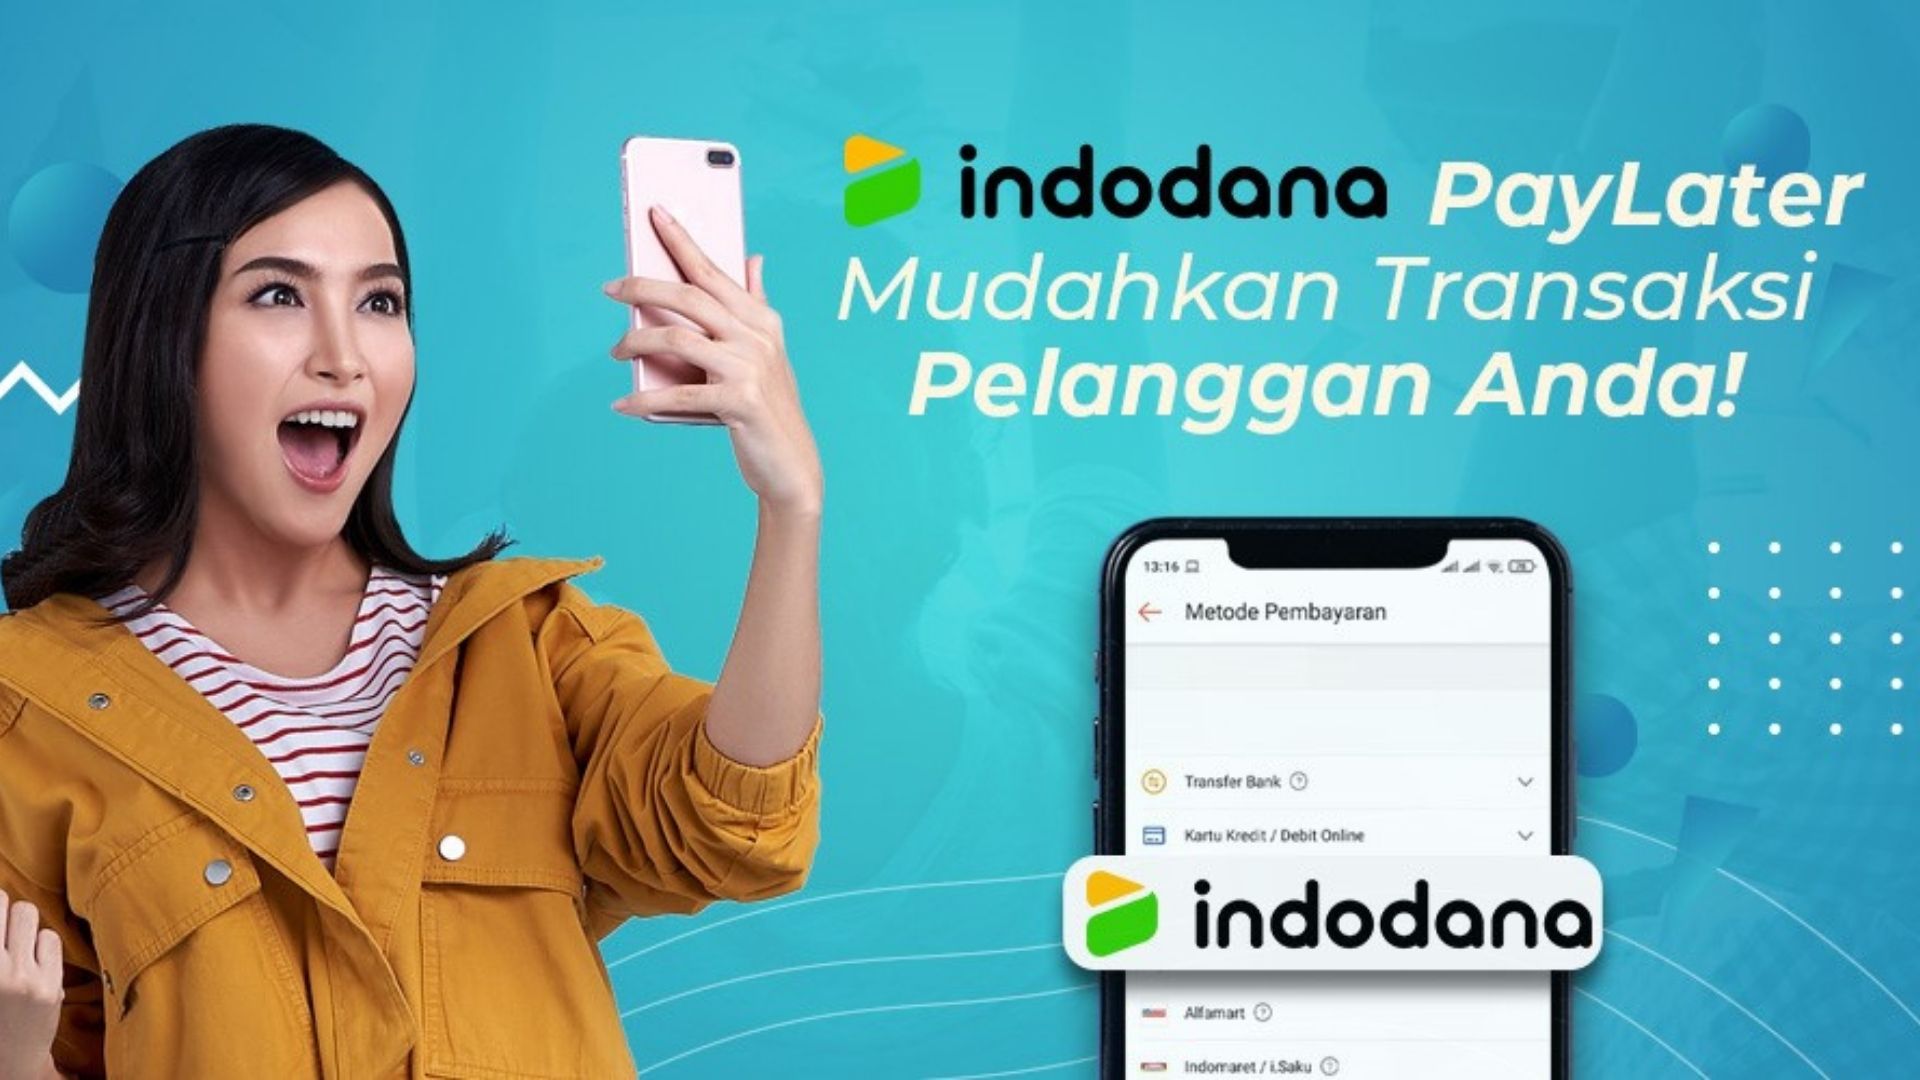 indodana PayLater
Mudahkan Transaksi
Pelanggan Anda!
13:16
Metode Pembayaran
Transfer Bank
Kartu Kredit / Debit Online
indodana
Alfamart
Indomaret / i.Saku